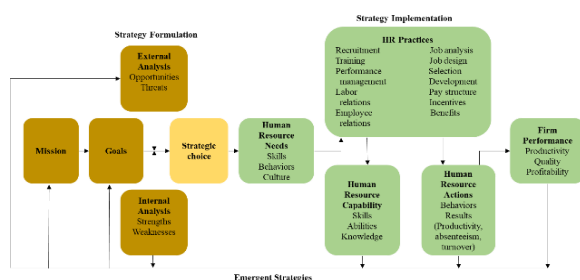 Strategy Formulation
Strategy Implementation
External
Analysis
Opportunities
Threats
HR Practices
Recruitment
Training
Performance
management
Labor
relations
Employee
relations
Job analysis
Job design
Selection
Development
Pay structure
Incentives
Benefits
Mission
Goals
Strategic
choice
Human
Resource
Needs
Skills
Behaviors
Culture
Firm
Performance
Productivity
Quality
Profitability
Internal
Analysis
Strengths
Weaknesses
Human
Resource
Capability
Skills
Abilities
Knowledge
Human
Resource
Actions
Behaviors
Results
(Productivity,
absenteeism,
turnover)
Emergent Strategies